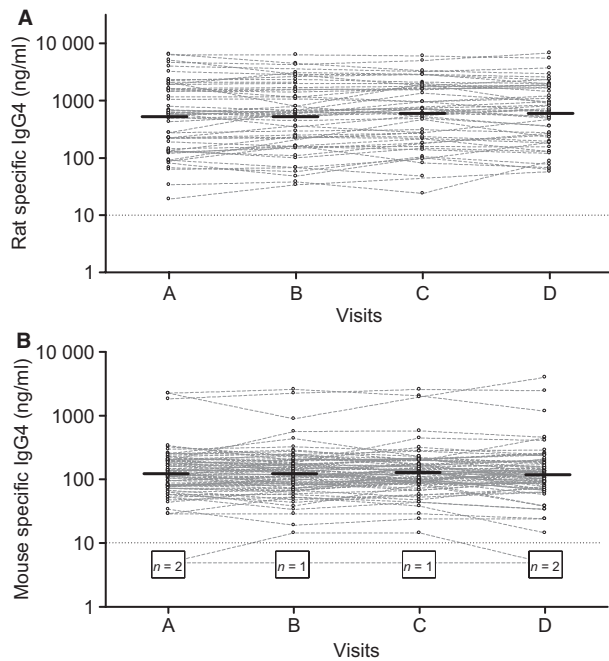 A
Rat specific IgG4 (ng/ml)
10 000
1000
100
10
1
A B C D
Visits
B
Mouse specific IgG4 (ng/ml)
10 000
1000
100
10
1
n = 2 n = 1 n = 1 n = 2
A B C D
Visits